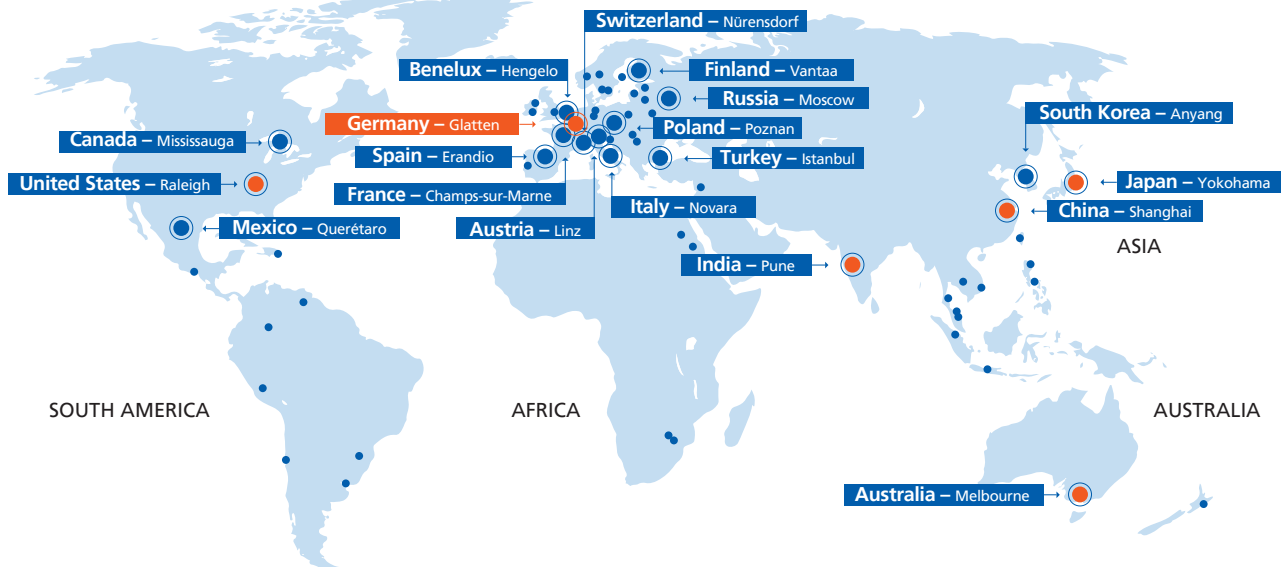 Switzerland – Nürensdorf
Benelux – Hengelo
Finland – Vantaa
Russia – Moscow
South Korea – Anyang
Germany – Glatten
Poland – Poznan
Canada – Mississauga
Spain – Erandio
Turkey – Istanbul
United States – Raleigh
France – Champs-sur-Marne
Italy – Novara
Japan – Yokohama
China – Shanghai
Mexico – Querétaro
Austria – Linz
ASIA
India – Pune
SOUTH AMERICA
AFRICA
AUSTRALIA
Australia – Melbourne